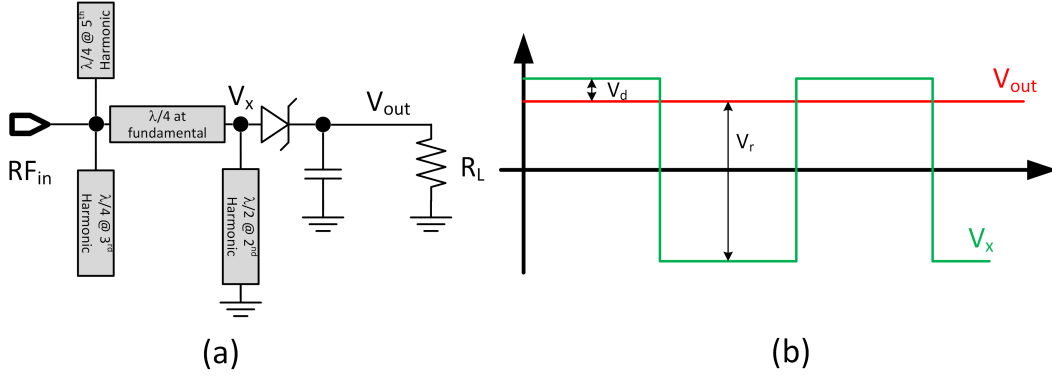 λ/4 @ 5th
Harmonic
RFin
λ/4 at
fundamental
λ/4 @ 3rd
Harmonic
Vx
λ/2 @ 2nd
Harmonic
Vout
RL
(a)
Vd
Vout
Vr
Vx
(b)